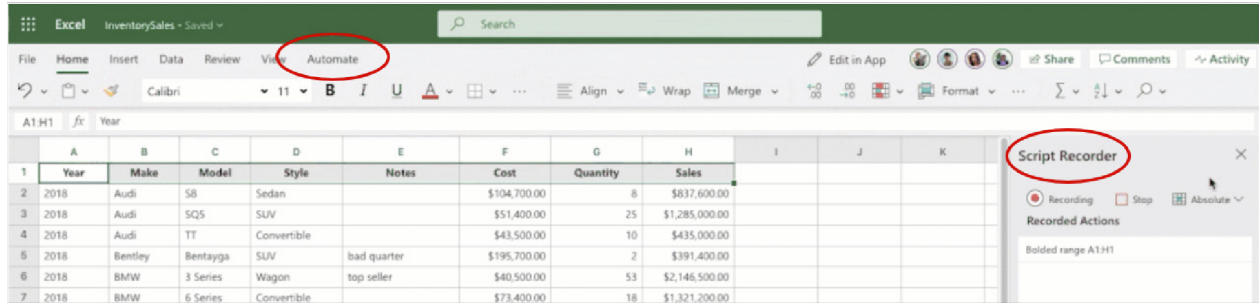 Excel InventorySales - Saved Search
File Home Insert Data Review View Automate Edit in App Share Comments Activity
Calibri 11 B I U A ... Align Wrap Merge Format ...
A1:H1 fx Year
A B C D E F G H I J K
Script Recorder
1 Year Make Model Style Notes Cost Quantity Sales
2 2018 Audi S8 Sedan $104,700.00 8 $837,600.00
Recording Stop Absolute
3 2018 Audi SQ5 SUV $51,400.00 25 $1,285,000.00
Recorded Actions
4 2018 Audi TT Convertible $43,500.00 10 $435,000.00
Bolded range A1:H1
5 2018 Bentley Bentayga SUV bad quarter $195,700.00 2 $391,400.00
6 2018 BMW 3 Series Wagon top seller $40,500.00 53 $2,146,500.00
7 2018 BMW 6 Series Convertible $73,400.00 18 $1,321,200.00